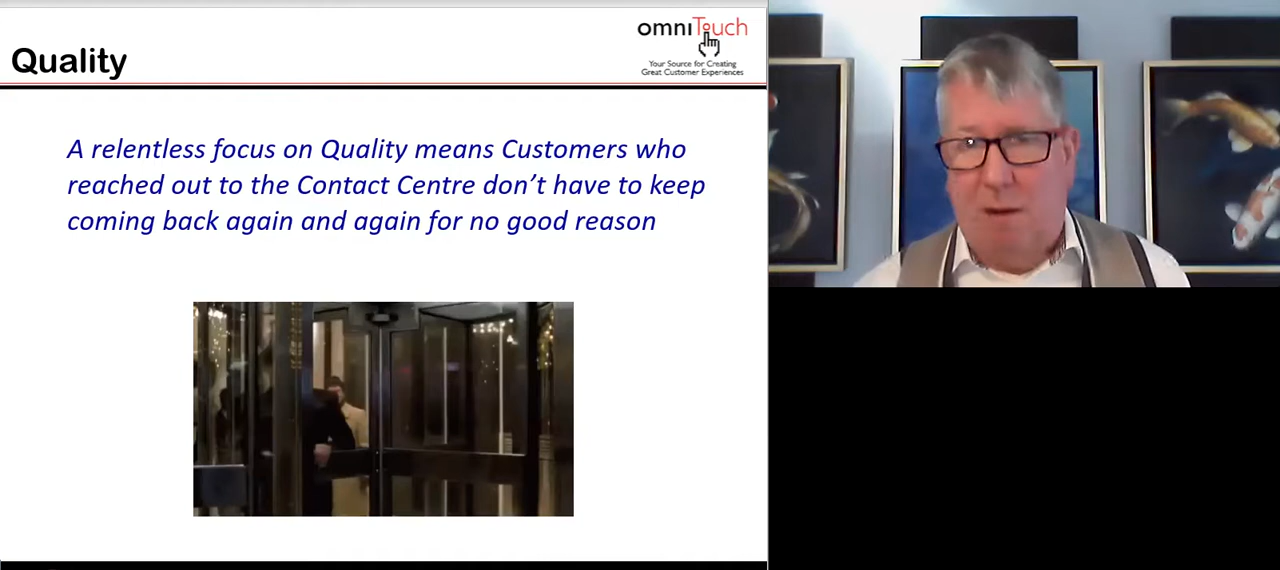 Quality
omniTouch
Your Source for Creating
Great Customer Experiences
A relentless focus on Quality means Customers who
reached out to the Contact Centre don’t have to keep
coming back again and again for no good reason